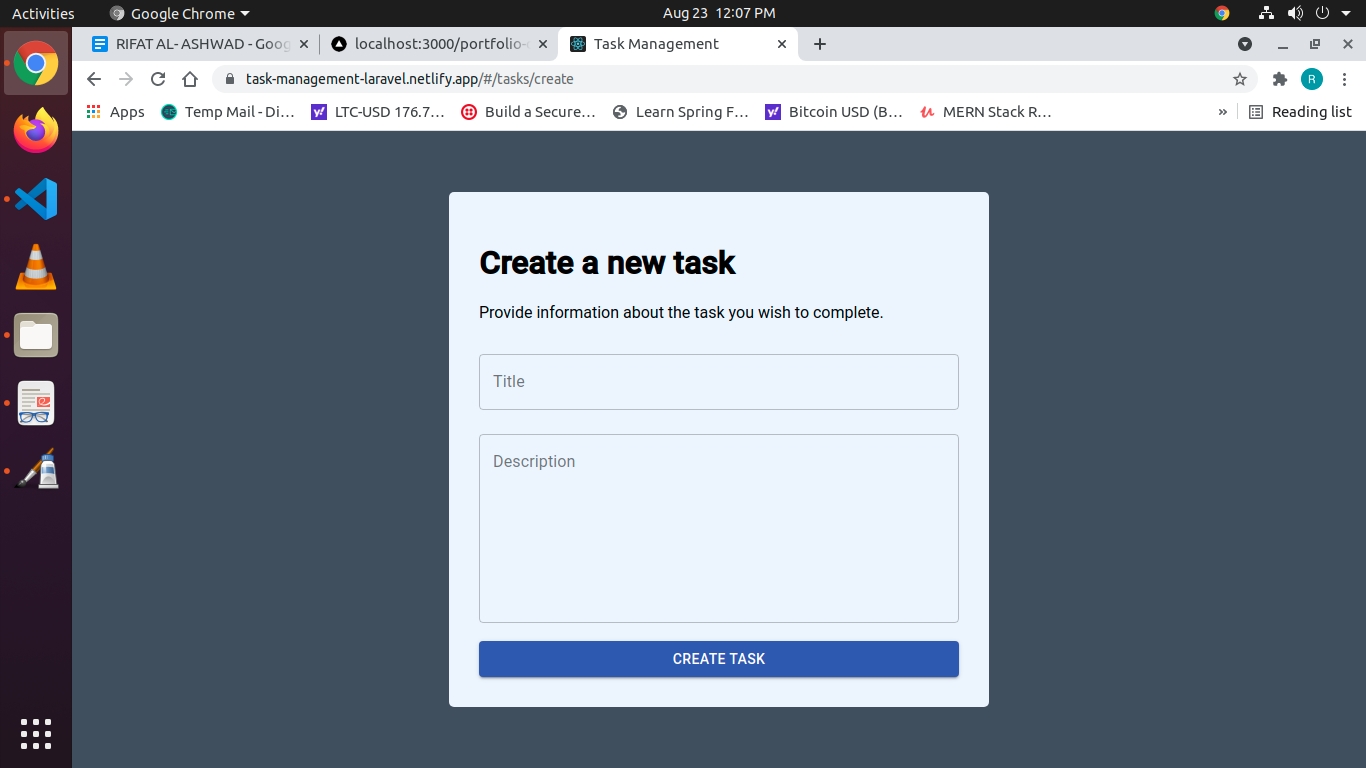 Activities
Google Chrome
Aug 23 12:07 PM
RIFAT AL- ASHWAD - Goog
localhost:3000/portfolio-
Task Management
task-management-laravel.netlify.app/#/tasks/create
R
Apps
Temp Mail - Di...
y!
LTC-USD 176.7...
Build a Secure...
Learn Spring F...
y!
Bitcoin USD (B...
MERN Stack R...
»
Reading list
Create a new task
Provide information about the task you wish to complete.
Title
Description
CREATE TASK